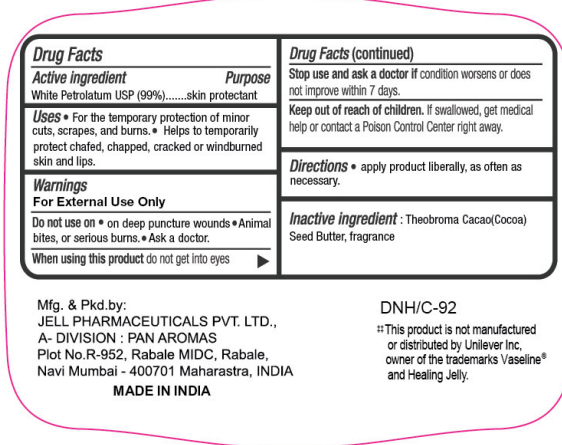 Drug Facts
Active ingredient Purpose
White Petrolatum USP (99%).......skin protectant
Uses • For the temporary protection of minor
cuts, scrapes, and burns. • Helps to temporarily
protect chafed, chapped, cracked or windburned
skin and lips.
Warnings
For External Use Only
Do not use on • on deep puncture wounds • Animal
bites, or serious burns. • Ask a doctor.
When using this product do not get into eyes ▶
Drug Facts (continued)
Stop use and ask a doctor if condition worsens or does
not improve within 7 days.
Keep out of reach of children. If swallowed, get medical
help or contact a Poison Control Center right away.
Directions • apply product liberally, as often as
necessary.
Inactive ingredient : Theobroma Cacao(Cocoa)
Seed Butter, fragrance
Mfg. & Pkd.by:
JELL PHARMACEUTICALS PVT. LTD.,
A- DIVISION : PAN AROMAS
Plot No.R-952, Rabale MIDC, Rabale,
Navi Mumbai - 400701 Maharastra, INDIA
MADE IN INDIA
DNH/C-92
‡‡This product is not manufactured
or distributed by Unilever Inc,
owner of the trademarks Vaseline®
and Healing Jelly.